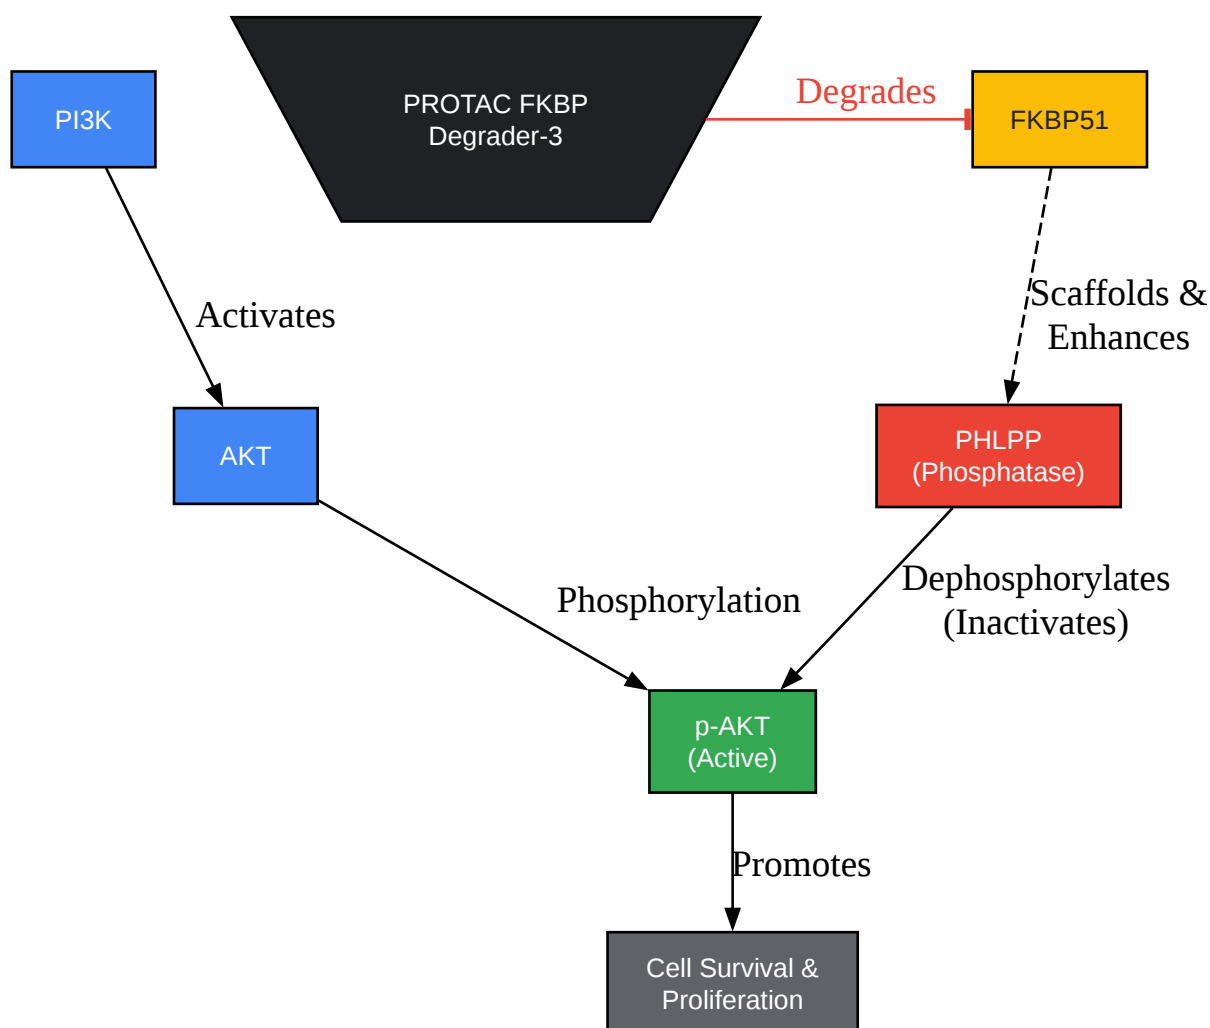 PI3K
PROTAC FKBP
Degrader-3
Degrades
FKBP51
Activates
Scaffolds &
Enhances
AKT
PHLPP
(Phosphatase)
Phosphorylation
Dephosphorylates
(Inactivates)
p-AKT
(Active)
Promotes
Cell Survival &
Proliferation